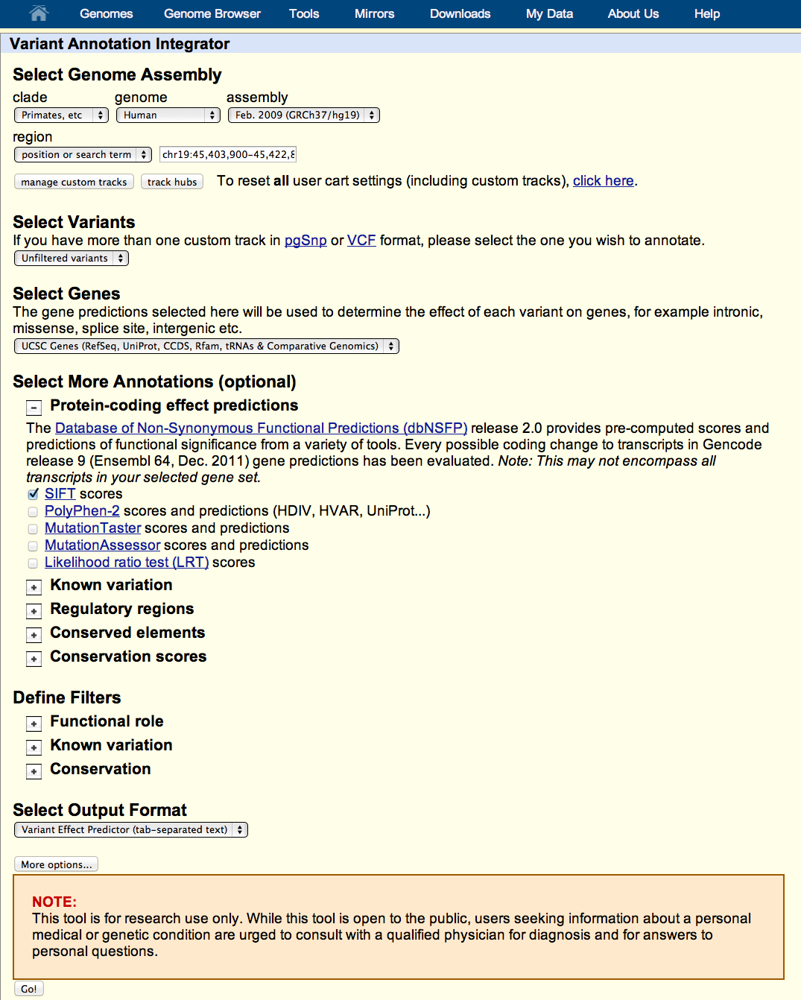 Genomes Genome Browser Tools Mirrors Downloads My Data About Us Help
Variant Annotation Integrator
Select Genome Assembly
clade genome assembly
Primates, etc Human Feb. 2009 (GRCh37/hg19)
region
position or search term chr19:45,403,900-45,422,8
manage custom tracks track hubs To reset all user cart settings (including custom tracks), click here.
Select Variants
If you have more than one custom track in pgSnp or VCF format, please select the one you wish to annotate.
Unfiltered variants
Select Genes
The gene predictions selected here will be used to determine the effect of each variant on genes, for example intronic,
missense, splice site, intergenic etc.
UCSC Genes (RefSeq, UniProt, CCDS, Rfam, tRNAs & Comparative Genomics)
Select More Annotations (optional)
- Protein-coding effect predictions
The Database of Non-Synonymous Functional Predictions (dbNSFP) release 2.0 provides pre-computed scores and
predictions of functional significance from a variety of tools. Every possible coding change to transcripts in Gencode
release 9 (Ensembl 64, Dec. 2011) gene predictions has been evaluated. Note: This may not encompass all
transcripts in your selected gene set.
SIFT scores
PolyPhen-2 scores and predictions (HDIV, HVAR, UniProt...)
MutationTaster scores and predictions
MutationAssessor scores and predictions
Likelihood ratio test (LRT) scores
+ Known variation
+ Regulatory regions
+ Conserved elements
+ Conservation scores
Define Filters
+ Functional role
+ Known variation
+ Conservation
Select Output Format
Variant Effect Predictor (tab-separated text)
More options...
NOTE:
This tool is for research use only. While this tool is open to the public, users seeking information about a personal
medical or genetic condition are urged to consult with a qualified physician for diagnosis and for answers to
personal questions.
Go!